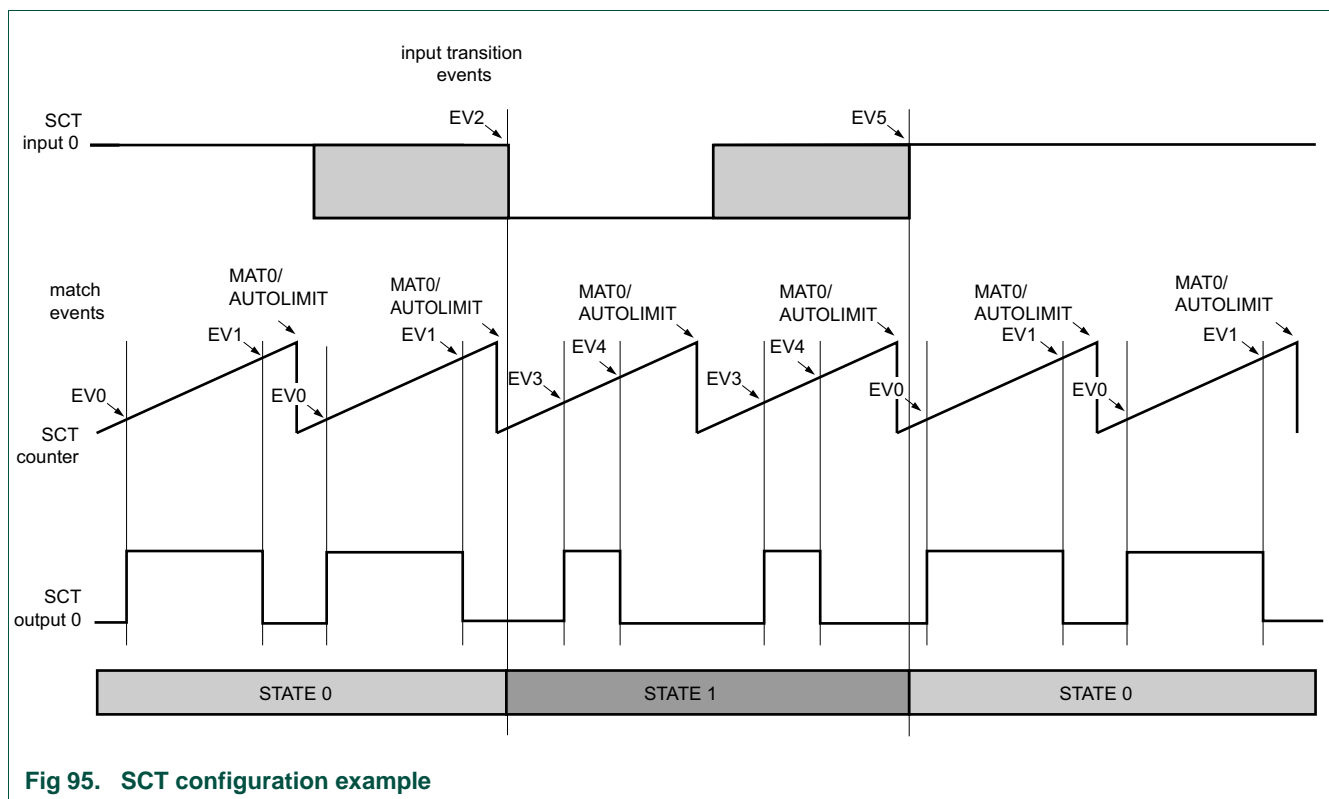 input transition
events
SCT
input 0
EV2
EV5
match
events
MAT0/
AUTOLIMIT
MAT0/
AUTOLIMIT
MAT0/
AUTOLIMIT
MAT0/
AUTOLIMIT
MAT0/
AUTOLIMIT
MAT0/
AUTOLIMIT
EV1
EV1
EV4
EV4
EV1
EV1
EV0
EV0
EV3
EV3
EV0
EV0
SCT
counter
SCT
output 0
STATE 0
STATE 1
STATE 0
Fig 95. SCT configuration example